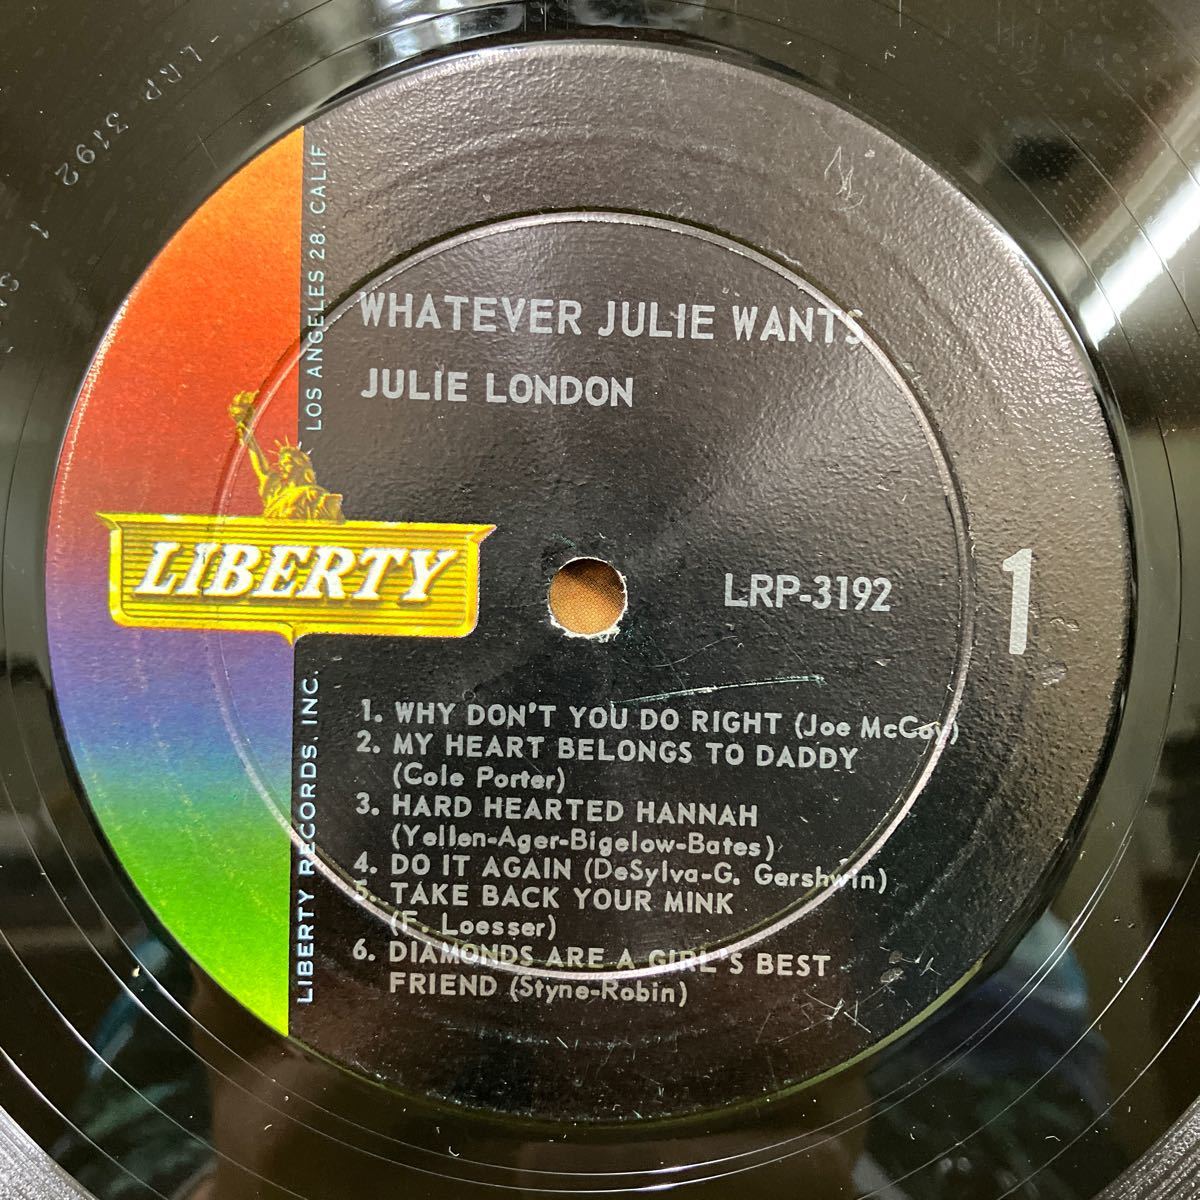 WHATEVER JULIE WANTS
JULIE LONDON
LOS ANGELES 28, CALIF
LIBERTY
LRP-3192
1
LIBERTY RECORDS, INC.
1. WHY DON'T YOU DO RIGHT (Joe McCoy)
2. MY HEART BELONGS TO DADDY
(Cole Porter)
3. HARD HEARTED HANNAH
(Yellen-Ager-Bigelow-Bates)
4. DO IT AGAIN (DeSylva-G. Gershwin)
5. TAKE BACK YOUR MINK
(F. Loesser)
6. DIAMONDS ARE A GIRL'S BEST
FRIEND (Styne-Robin)
LRP 3192